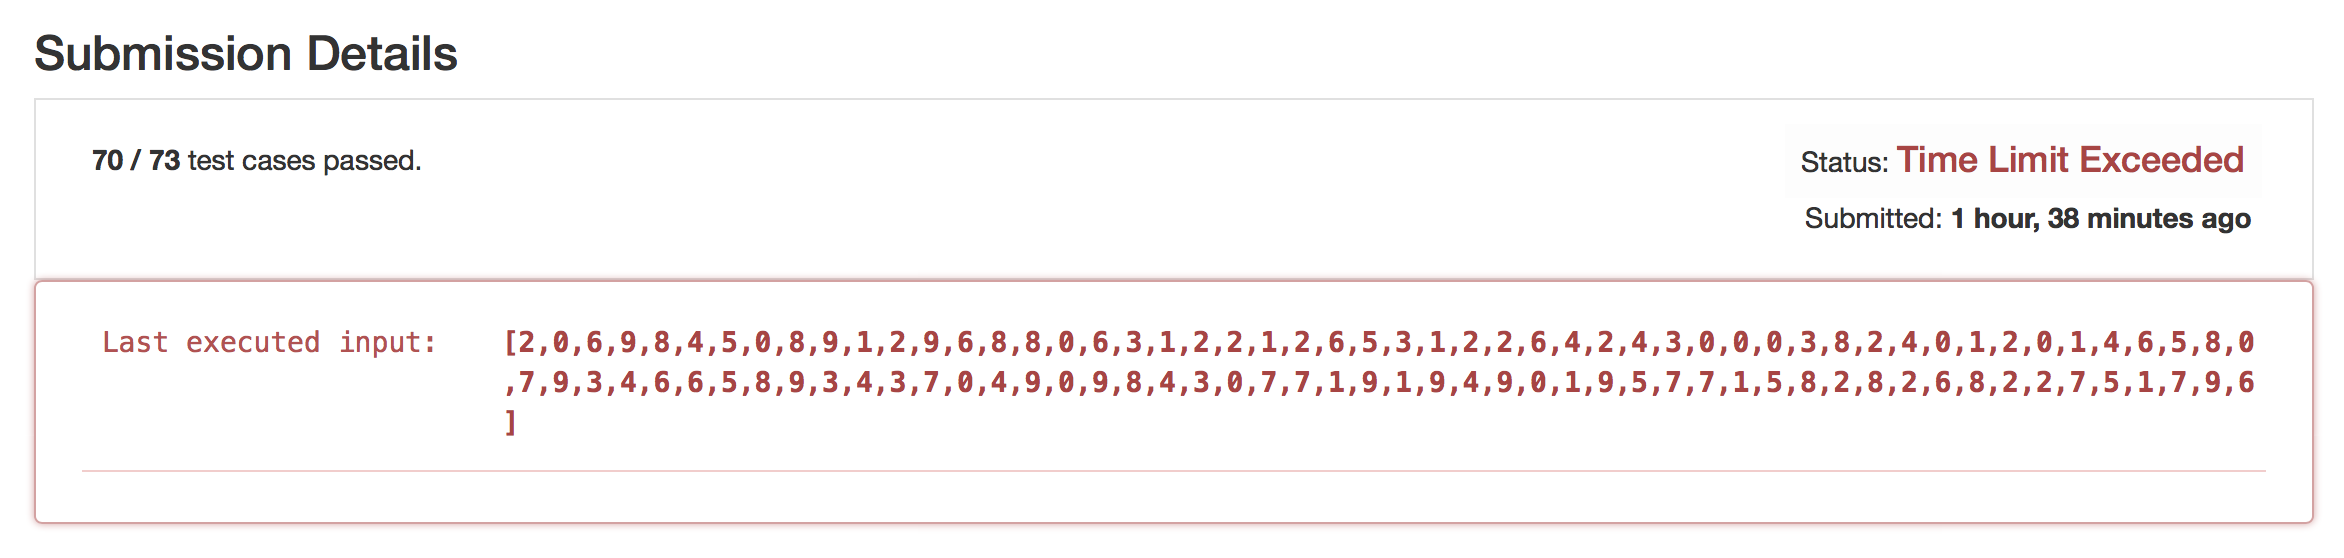 Submission Details
70 / 73 test cases passed.
Status: Time Limit Exceeded
Submitted: 1 hour, 38 minutes ago
Last executed input: [2,0,6,9,8,4,5,0,8,9,1,2,9,6,8,8,0,6,3,1,2,2,1,2,6,5,3,1,2,2,6,4,2,4,3,0,0,0,3,8,2,4,0,1,2,0,1,4,6,5,8,0
,7,9,3,4,6,6,5,8,9,3,4,3,7,0,4,9,0,9,8,4,3,0,7,7,1,9,1,9,4,9,0,1,9,5,7,7,1,5,8,2,8,2,6,8,2,2,7,5,1,7,9,6
]